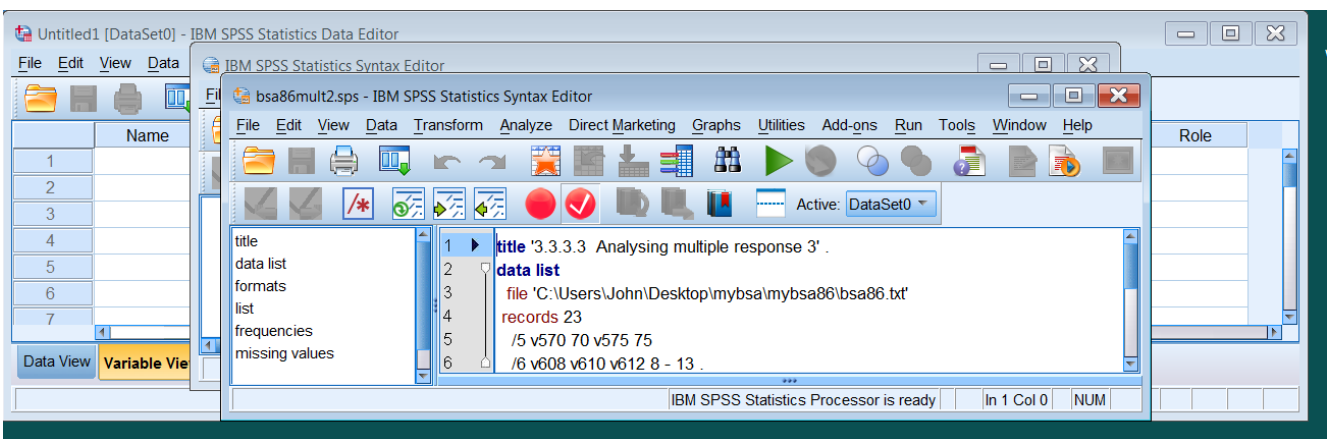 Untitled1 [DataSet0] - IBM SPSS Statistics Data Editor
File Edit View Data
IBM SPSS Statistics Syntax Editor
bsa86mult2.sps - IBM SPSS Statistics Syntax Editor
File Edit View Data Transform Analyze Direct Marketing Graphs Utilities Add-ons Run Tools Window Help
Name
Role
1
2
3
4
5
6
7
/*
Active: DataSet0
title
data list
formats
list
frequencies
missing values
1 title '3.3.3.3 Analysing multiple response 3' .
2 data list
3 file 'C:\Users\John\Desktop\mybsa\mybsa86\bsa86.txt'
4 records 23
5 /5 v570 70 v575 75
6 /6 v608 v610 v612 8 - 13 .
Data View Variable Vie
IBM SPSS Statistics Processor is ready In 1 Col 0 NUM